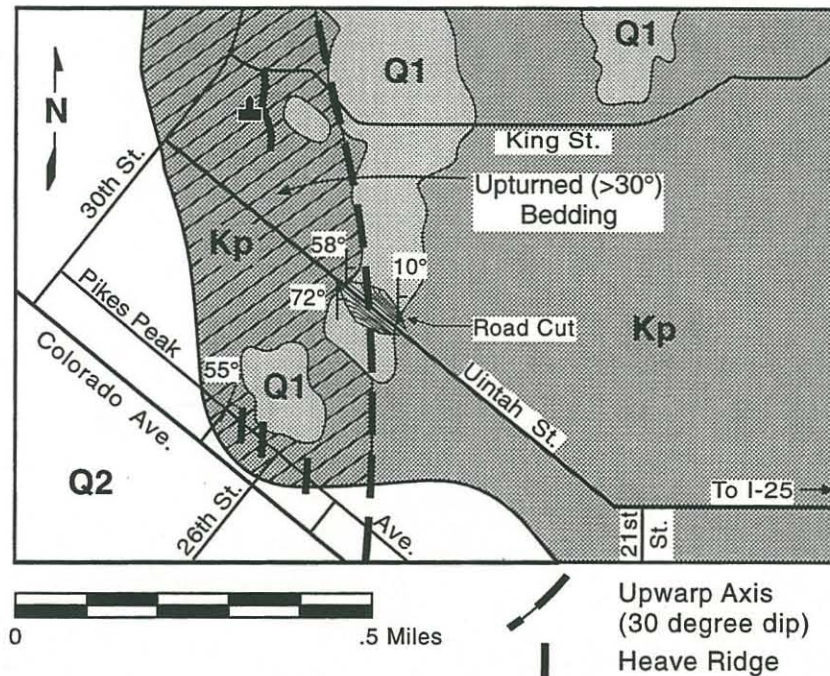 Q1
Q1
N
King St.
30th St.
Upturned (>30°)
Bedding
Kp
58°
10°
72°
Road Cut
Kp
Pikes Peak
Colorado Ave.
55°
Q1
Uintah St.
Q2
26th St.
Ave.
To I-25
21st
St.
0
.5 Miles
Upwarp Axis
(30 degree dip)
Heave Ridge